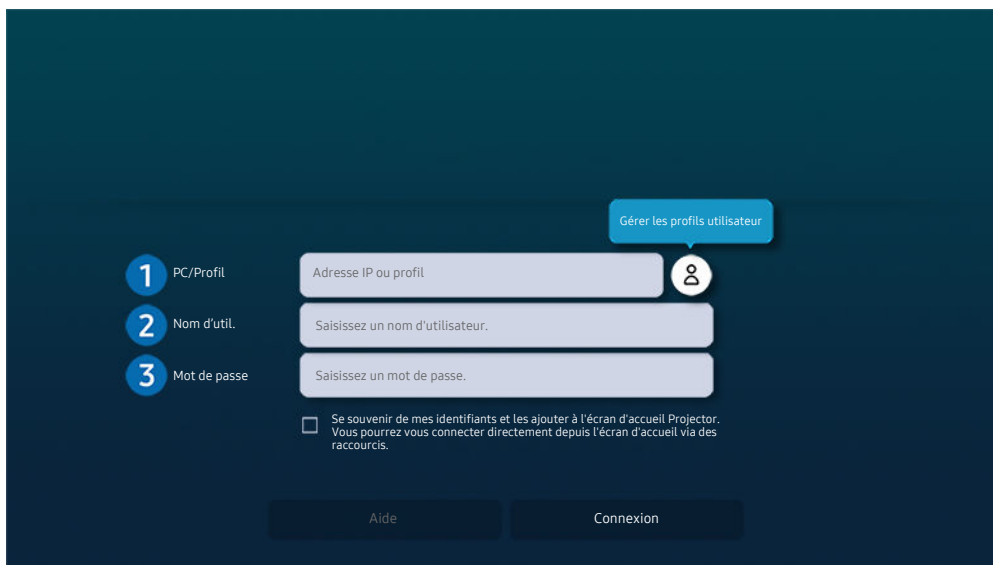 Gérer les profils utilisateur
1 PC/Profil Adresse IP ou profil
2 Nom d'util. Saisissez un nom d'utilisateur.
3 Mot de passe Saisissez un mot de passe.
Se souvenir de mes identifiants et les ajouter à l'écran d'accueil Projector.
Vous pourrez vous connecter directement depuis l'écran d'accueil via des
raccourcis.
Aide Connexion